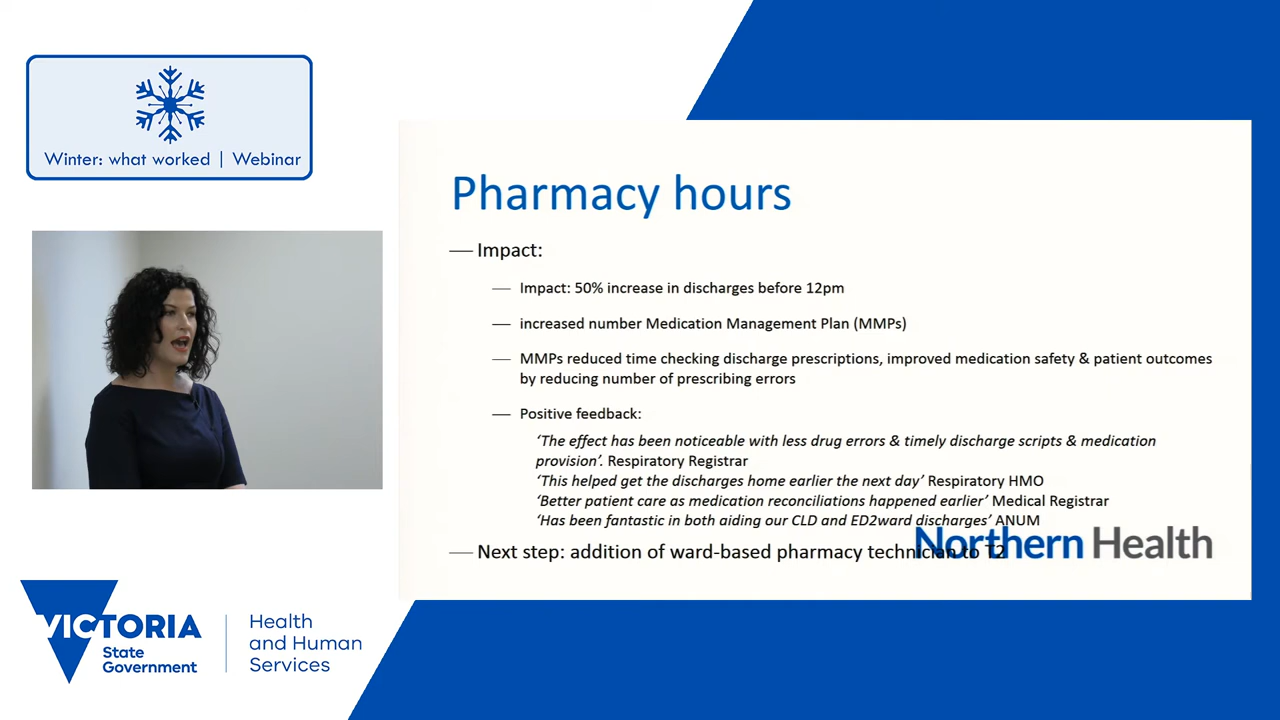 Winter: what worked | Webinar
Pharmacy hours
— Impact:
— Impact: 50% increase in discharges before 12pm
— increased number Medication Management Plan (MMPs)
— MMPs reduced time checking discharge prescriptions, improved medication safety & patient outcomes
by reducing number of prescribing errors
— Positive feedback:
‘The effect has been noticeable with less drug errors & timely discharge scripts & medication
provision’. Respiratory Registrar
‘This helped get the discharges home earlier the next day’ Respiratory HMO
‘Better patient care as medication reconciliations happened earlier’ Medical Registrar
‘Has been fantastic in both aiding our CLD and ED2ward discharges’ ANUM
— Next step: addition of ward-based pharmacy technician to T2
Northern Health
VICTORIA
State
Government
Health
and Human
Services